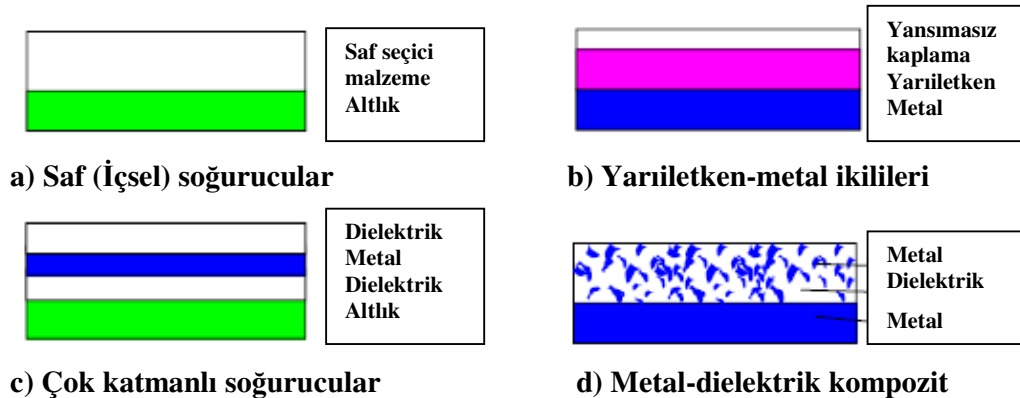 Saf seçici
malzeme
Altlık
a) Saf (İçsel) soğurucular
Yansımasız
kaplama
Yarıiletken
Metal
b) Yarıiletken-metal ikilileri
Dielektrik
Metal
Dielektrik
Altlık
c) Çok katmanlı soğurucular
Metal
Dielektrik
Metal
d) Metal-dielektrik kompozit